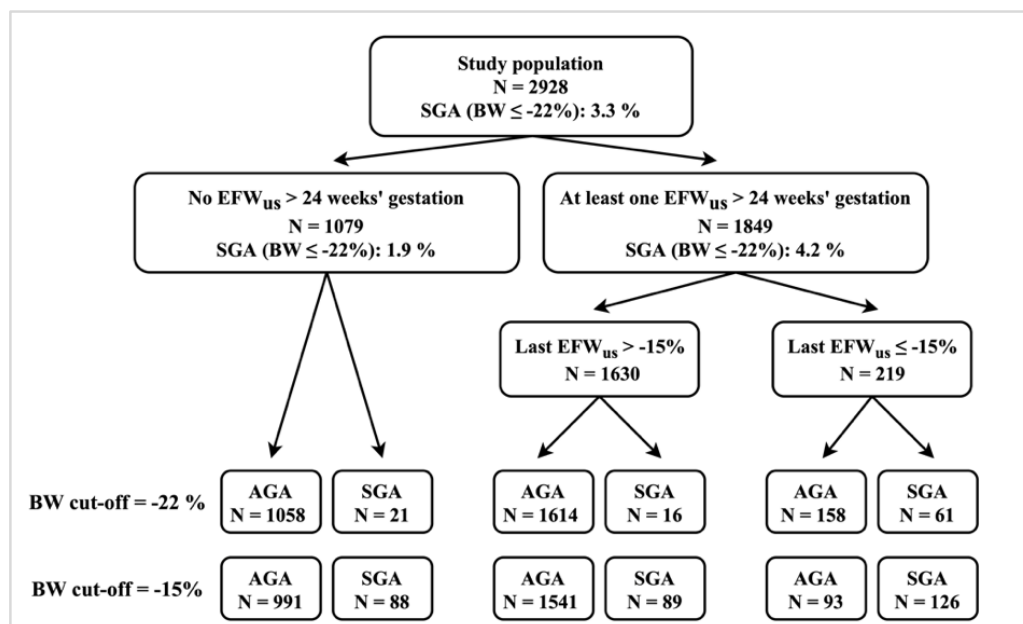 Study population
N = 2928
SGA (BW ≤ -22%): 3.3 %
No EFWus > 24 weeks' gestation
N = 1079
SGA (BW ≤ -22%): 1.9 %
At least one EFWus > 24 weeks' gestation
N = 1849
SGA (BW ≤ -22%): 4.2 %
Last EFWus > -15%
N = 1630
Last EFWus ≤ -15%
N = 219
BW cut-off = -22 %
AGA
N = 1058
SGA
N = 21
AGA
N = 1614
SGA
N = 16
AGA
N = 158
SGA
N = 61
BW cut-off = -15%
AGA
N = 991
SGA
N = 88
AGA
N = 1541
SGA
N = 89
AGA
N = 93
SGA
N = 126